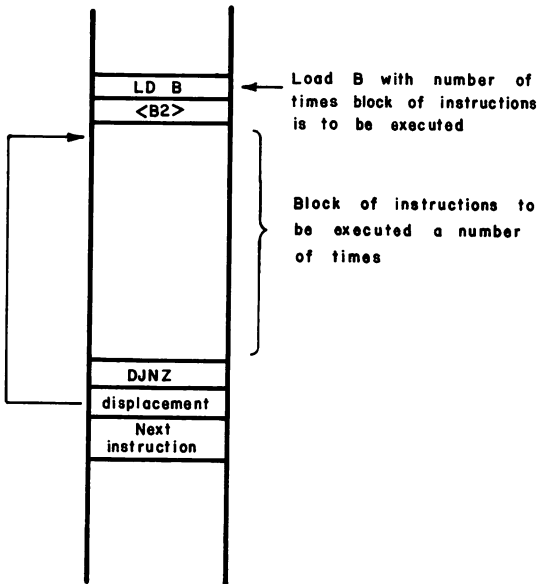 LD B
<B2>
Load B with number of
times block of instructions
is to be executed
Block of instructions to
be executed a number
of times
DJNZ
displacement
Next
instruction